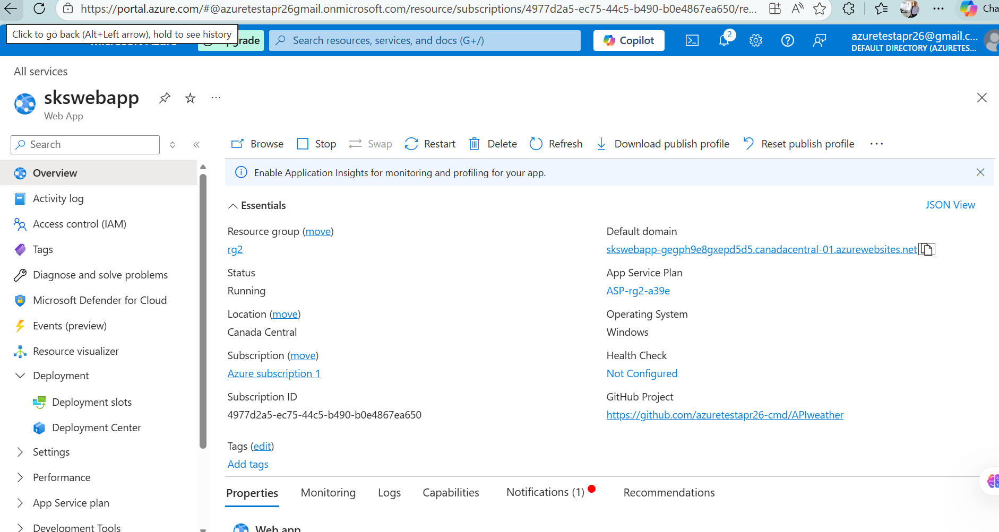 https://portal.azure.com/#@azuretestapr26gmail.onmicrosoft.com/resource/subscriptions/4977d2a5-ec75-44c5-b490-b0e4867ea650/re...
Click to go back (Alt+Left arrow), hold to see history
Search resources, services, and docs (G+/)
Copilot
2
azuretestapr26@gmail.c...
DEFAULT DIRECTORY (AZURETES...
All services
skswebapp
Web App
Search
Browse
Stop
Swap
Restart
Delete
Refresh
Download publish profile
Reset publish profile
Overview
Activity log
Access control (IAM)
Tags
Diagnose and solve problems
Microsoft Defender for Cloud
Events (preview)
Resource visualizer
Deployment
Deployment slots
Deployment Center
Settings
Performance
App Service plan
Development Tools
Enable Application Insights for monitoring and profiling for your app.
Essentials
JSON View
Resource group (move)
rg2
Status
Running
Location (move)
Canada Central
Subscription (move)
Azure subscription 1
Subscription ID
4977d2a5-ec75-44c5-b490-b0e4867ea650
Tags (edit)
Add tags
Default domain
skswebapp-gegph9e8gxepd5d5.canadacentral-01.azurewebsites.net
App Service Plan
ASP-rg2-a39e
Operating System
Windows
Health Check
Not Configured
GitHub Project
https://github.com/azuretestapr26-cmd/APIweather
Properties
Monitoring
Logs
Capabilities
Notifications (1)
Recommendations
Web app